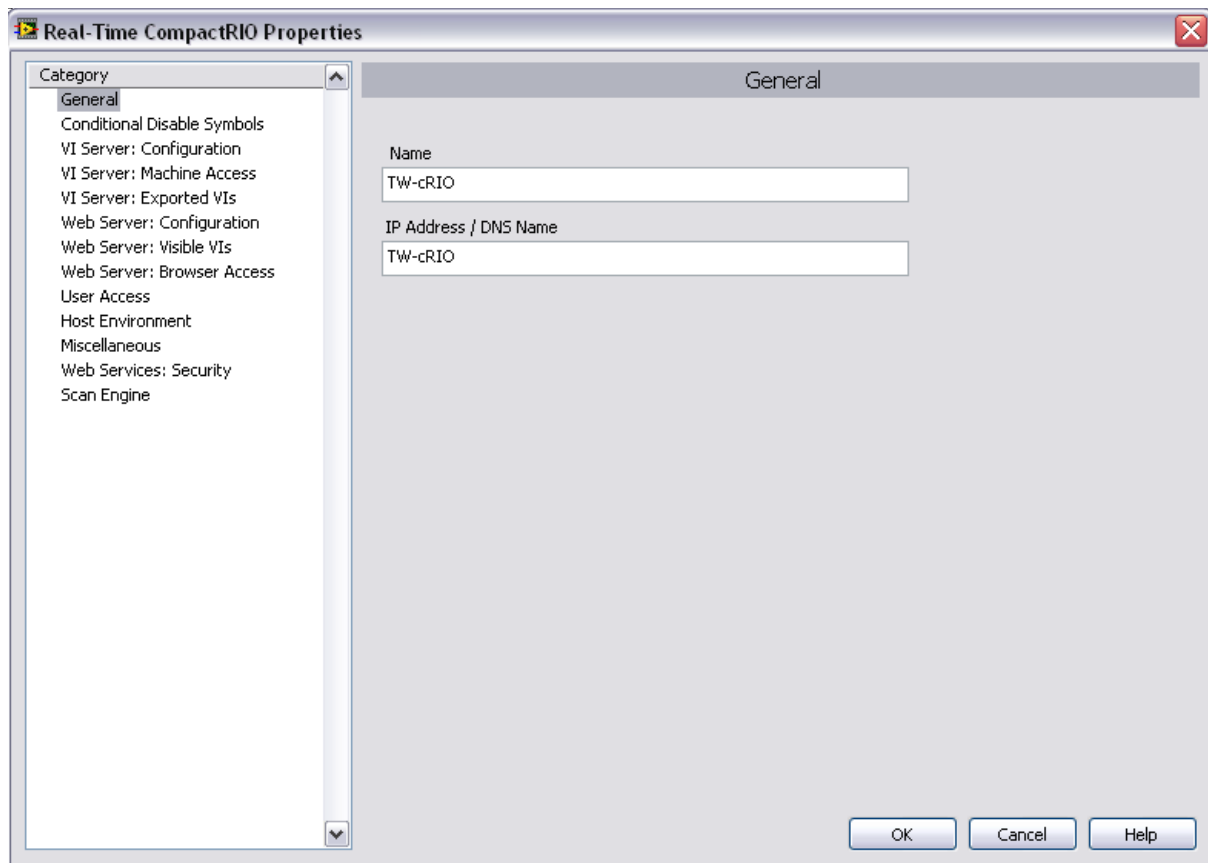 Real-Time CompactRIO Properties
Category
General
Conditional Disable Symbols
VI Server: Configuration
VI Server: Machine Access
VI Server: Exported VIs
Web Server: Configuration
Web Server: Visible VIs
Web Server: Browser Access
User Access
Host Environment
Miscellaneous
Web Services: Security
Scan Engine
General
Name
TW-cRIO
IP Address / DNS Name
TW-cRIO
OK
Cancel
Help